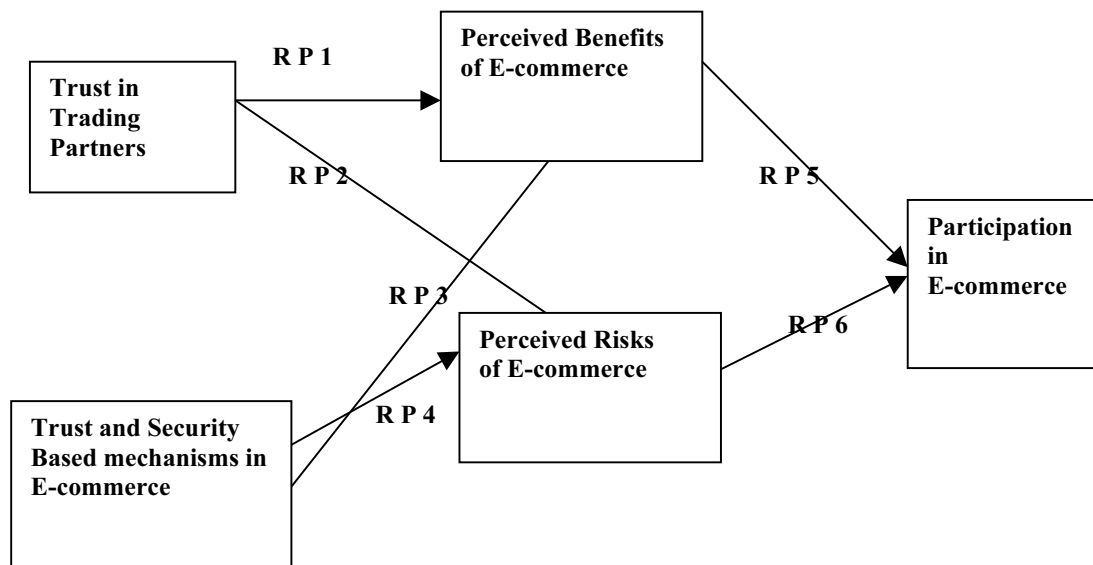 R P 1
Perceived Benefits
of E-commerce
Trust in
Trading
Partners
R P 2
R P 5
Participation
in
E-commerce
R P 3
R P 6
Perceived Risks
of E-commerce
R P 4
Trust and Security
Based mechanisms in
E-commerce